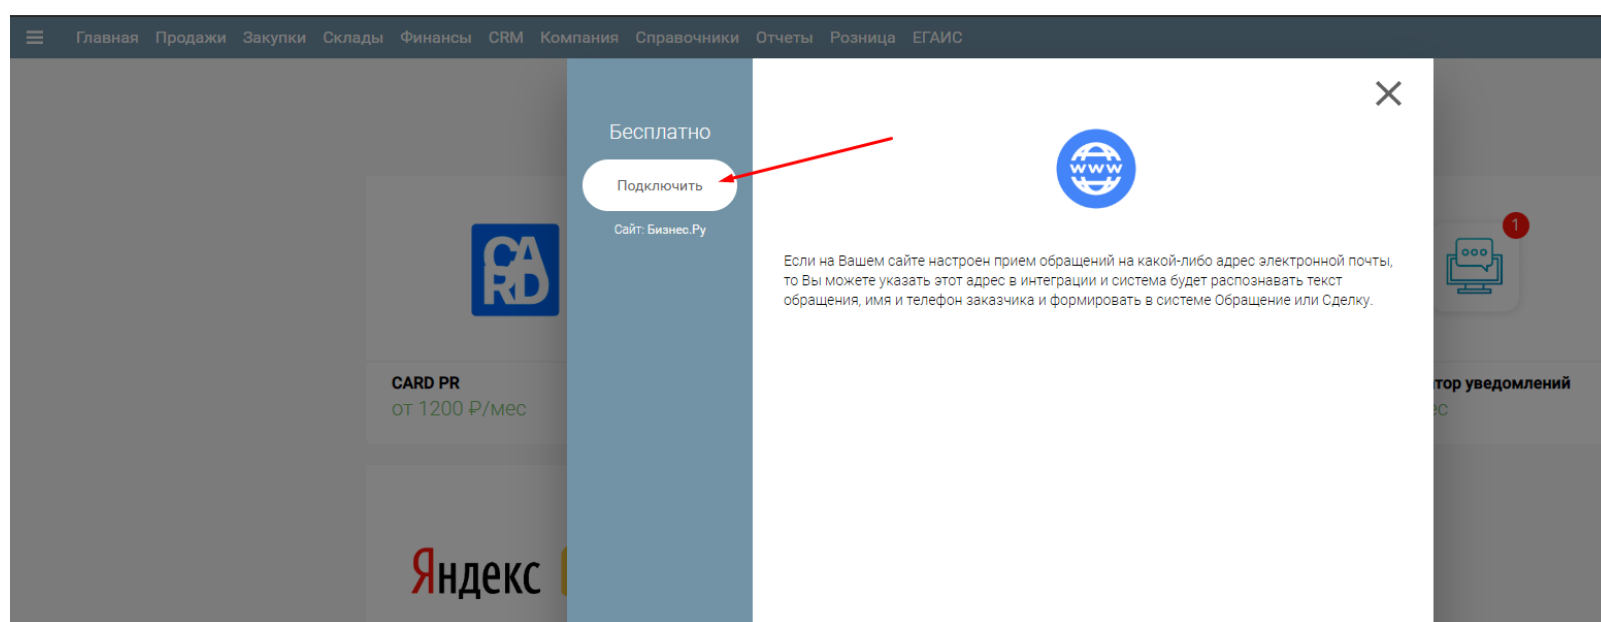 Главная Продажи Закупки Склады Финансы CRM Компания Справочники Отчеты Розница ЕГАИС
Бесплатно
Подключить
Сайт: Бизнес.Ру
WWW
Если на Вашем сайте настроен прием обращений на какой-либо адрес электронной почты,
то Вы можете указать этот адрес в интеграции и система будет распознавать текст
обращения, имя и телефон заказчика и формировать в системе Обращение или Сделку.
CA
RD
CARD PR
от 1200 ₽/мес
1
тор уведомлений
Яндекс